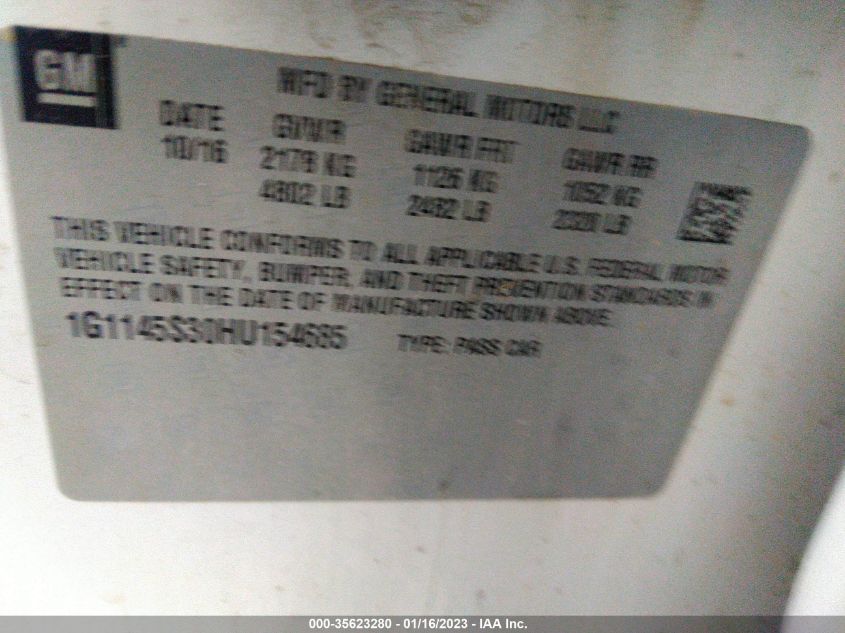 GM
MFD BY GENERAL MOTORS LLC
DATE GVWR GAWR FRT GAWR RR
10/16 2178 KG 1126 KG 1052 KG
4802 LB 2482 LB 2320 LB
THIS VEHICLE CONFORMS TO ALL APPLICABLE U.S. FEDERAL MOTOR
VEHICLE SAFETY, BUMPER, AND THEFT PREVENTION STANDARDS IN
EFFECT ON THE DATE OF MANUFACTURE SHOWN ABOVE.
1G1145S30HU154685 TYPE: PASS CAR
000-35623280 - 01/16/2023 - IAA Inc.